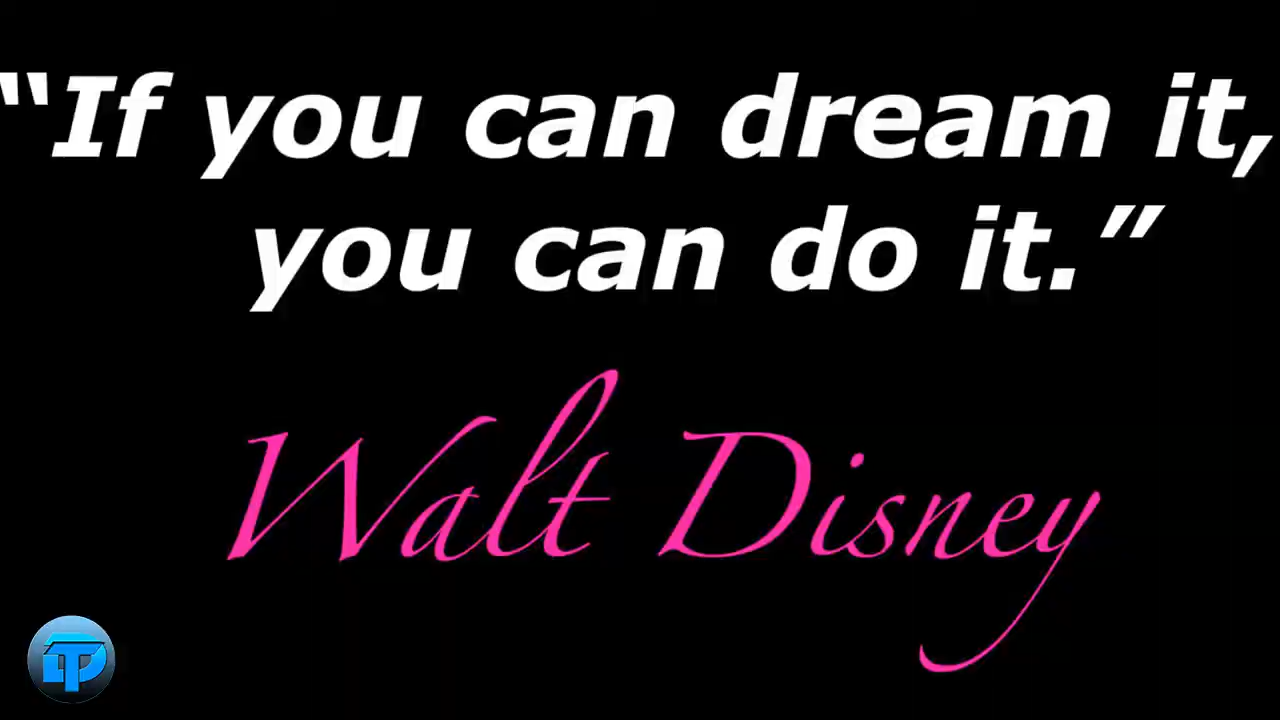 “If you can dream it,
you can do it.”
Walt Disney